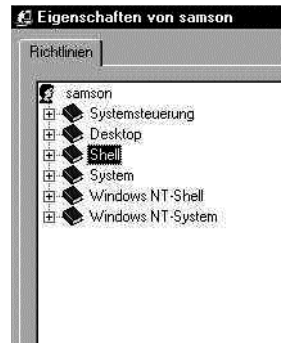 Eigenschaften von samson
Richtlinien
samson
Systemsteuerung
Desktop
Shell
System
Windows NT-Shell
Windows NT-System